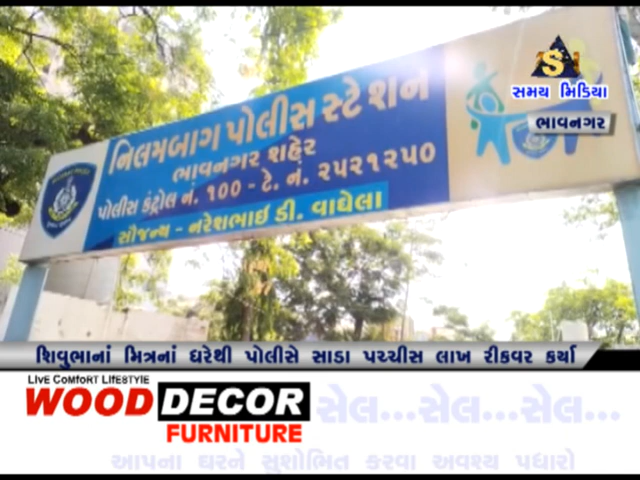 સમય મિડિયા
ભાવનગર
નિલમબાગ પોલીસ સ્ટેશન
ભાવનગર શહેર
પોલીસ કંટ્રોલ નં. ૧૦૦ - ટે. નં. ૨૫૨૧૨૫૦
સૌજન્ય - નરેશભાઇ ડી. વાઘેલા
શિવુભાનાં મિત્રનાં ઘરેથી પોલીસે સાડા પચ્ચીસ લાખ રીકવર કર્યા
LIVE COMFORT LIFESTYLE
WOOD DECOR
FURNITURE
સેલ...સેલ...સેલ...
આપના ઘરને સુશોભિત કરવા અવશ્ય પધારો